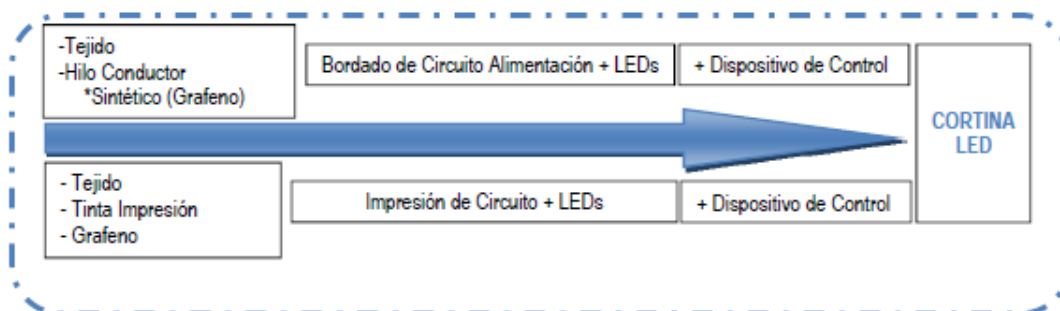 -Tejido
-Hilo Conductor
*Sintético (Grafeno)
Bordado de Circuito Alimentación + LEDs
+ Dispositivo de Control
CORTINA
LED
- Tejido
- Tinta Impresión
- Grafeno
Impresión de Circuito + LEDs
+ Dispositivo de Control